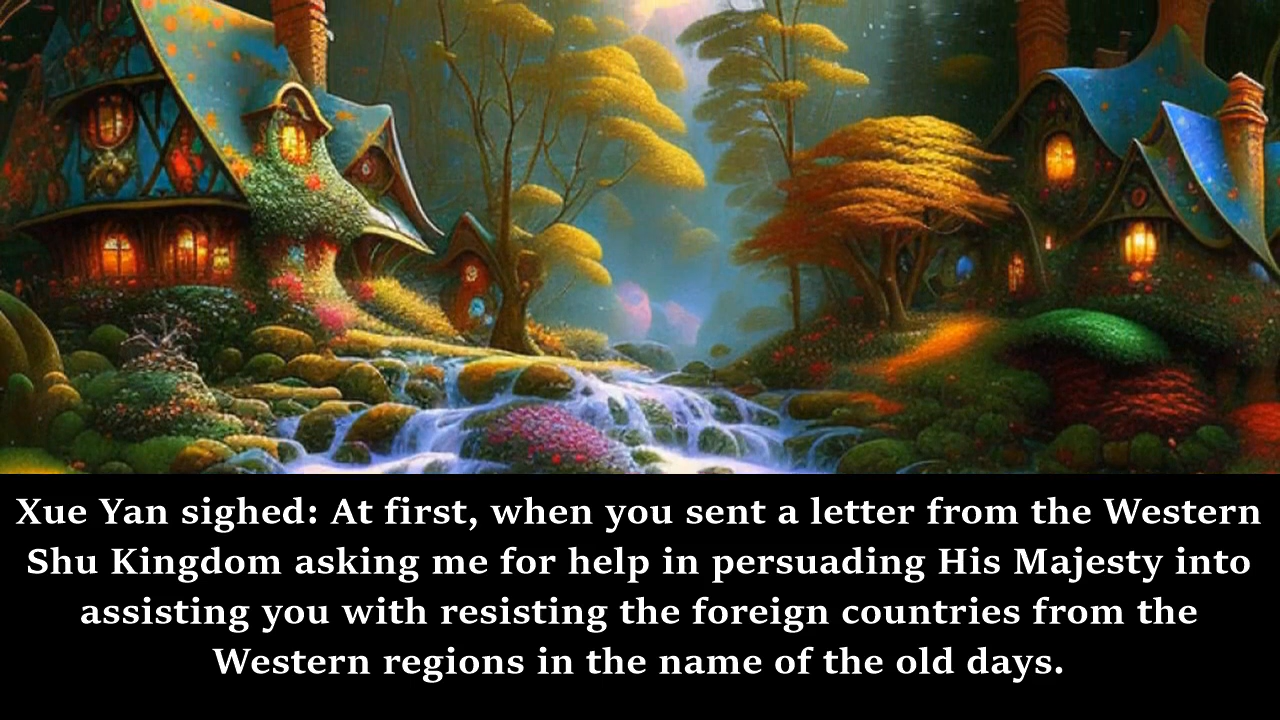 Xue Yan sighed: At first, when you sent a letter from the Western
Shu Kingdom asking me for help in persuading His Majesty into
assisting you with resisting the foreign countries from the
Western regions in the name of the old days.